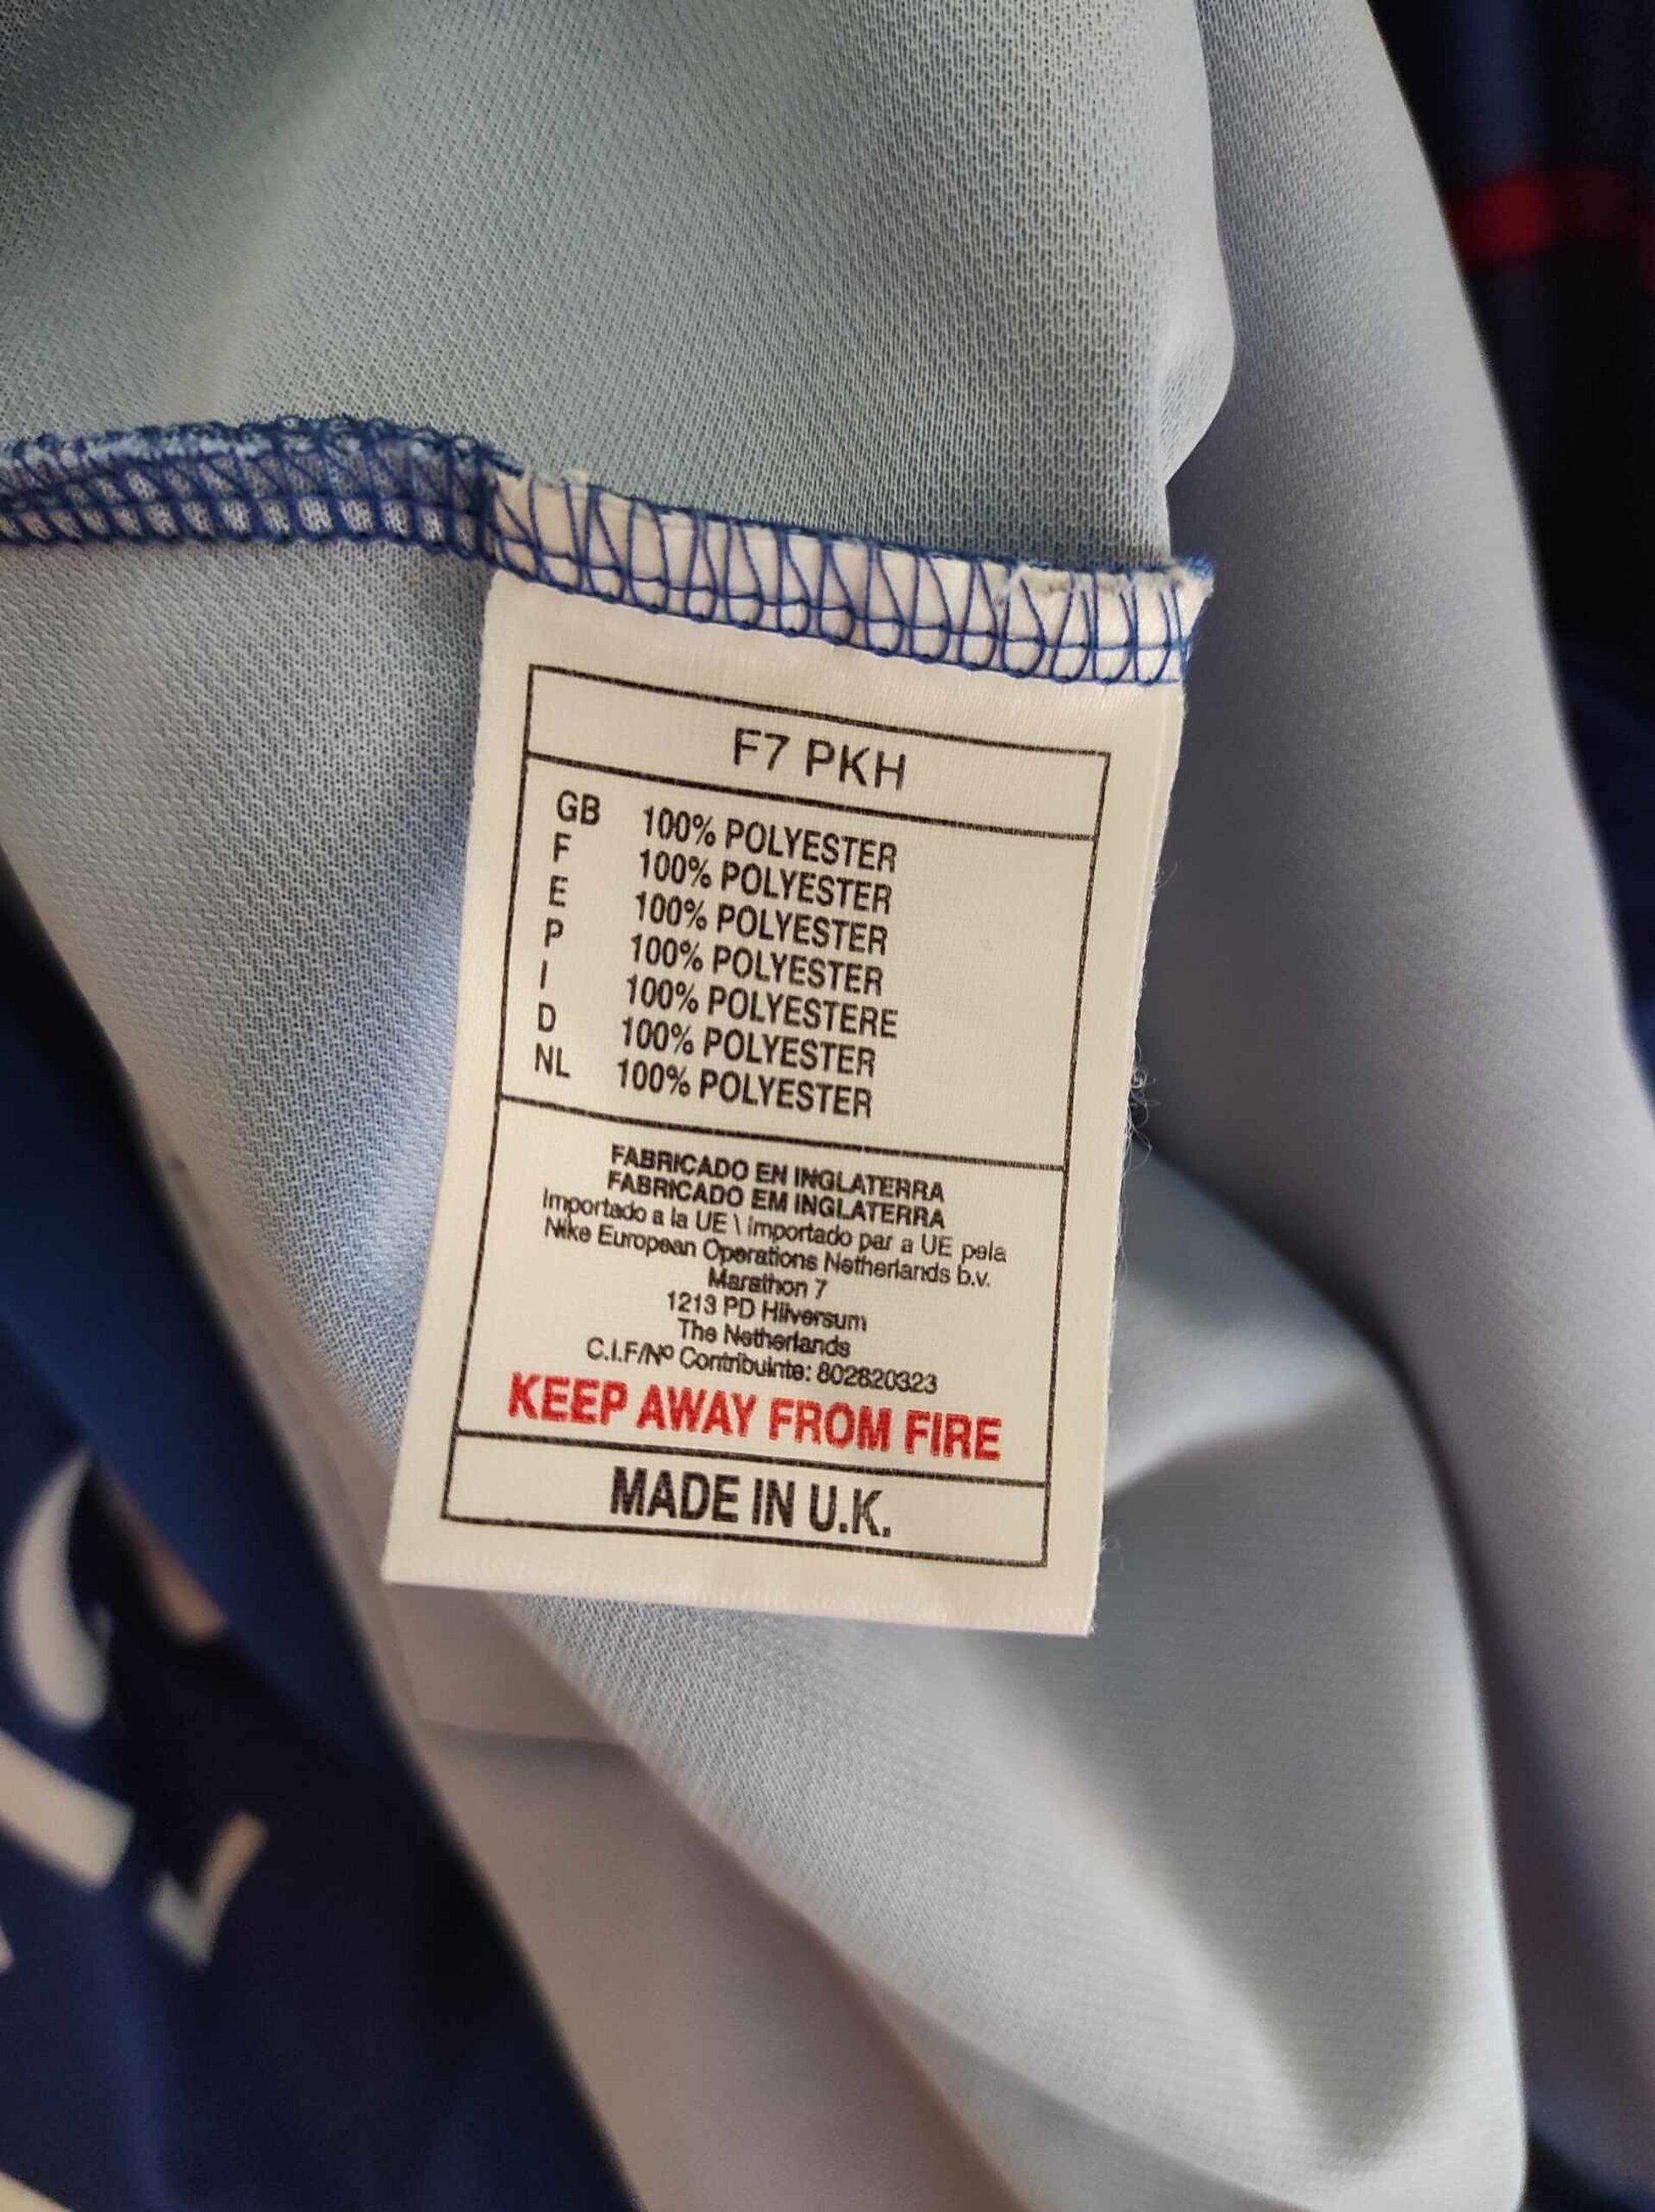 F7 PKH
GB 100% POLYESTER
F 100% POLYESTER
E 100% POLYESTER
P 100% POLYESTER
I 100% POLYESTERE
D 100% POLYESTER
NL 100% POLYESTER
FABRICADO EN INGLATERRA
FABRICADO EM INGLATERRA
Importado a la UE \ importado par a UE pela
Nike European Operations Netherlands b.v.
Marathon 7
1213 PD Hilversum
The Netherlands
C.I.F/Nº Contribuinte: 802820323
KEEP AWAY FROM FIRE
MADE IN U.K.